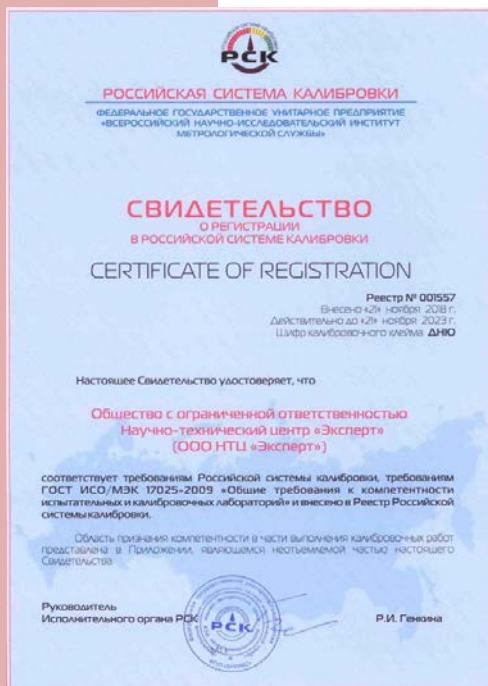 РСК
РОССИЙСКАЯ СИСТЕМА КАЛИБРОВКИ
ФЕДЕРАЛЬНОЕ ГОСУДАРСТВЕННОЕ УНИТАРНОЕ ПРЕДПРИЯТИЕ
«ВСЕРОССИЙСКИЙ НАУЧНО-ИССЛЕДОВАТЕЛЬСКИЙ ИНСТИТУТ
МЕТРОЛОГИЧЕСКОЙ СЛУЖБЫ»
СВИДЕТЕЛЬСТВО
О РЕГИСТРАЦИИ
В РОССИЙСКОЙ СИСТЕМЕ КАЛИБРОВКИ
CERTIFICATE OF REGISTRATION
Реестр № 001557
Внесено «21» ноября 2018 г.
Действительно до «21» ноября 2023 г.
Шифр калибровочного клейма ДНЮ
Настоящее Свидетельство удостоверяет, что
Общество с ограниченной ответственностью
Научно-технический центр «Эксперт»
(ООО НТЦ «Эксперт»)
соответствует требованиям Российской системы калибровки, требованиям
ГОСТ ИСО/МЭК 17025-2009 «Общие требования к компетентности
испытательных и калибровочных лабораторий» и внесено в Реестр Российской
системы калибровки.
Область признания компетентности в части выполнения калибровочных работ
представлена в Приложении, являющемся неотъемлемой частью настоящего
Свидетельства
Руководитель
Исполнительного органа РСК
Р.И. Генкина
РСК